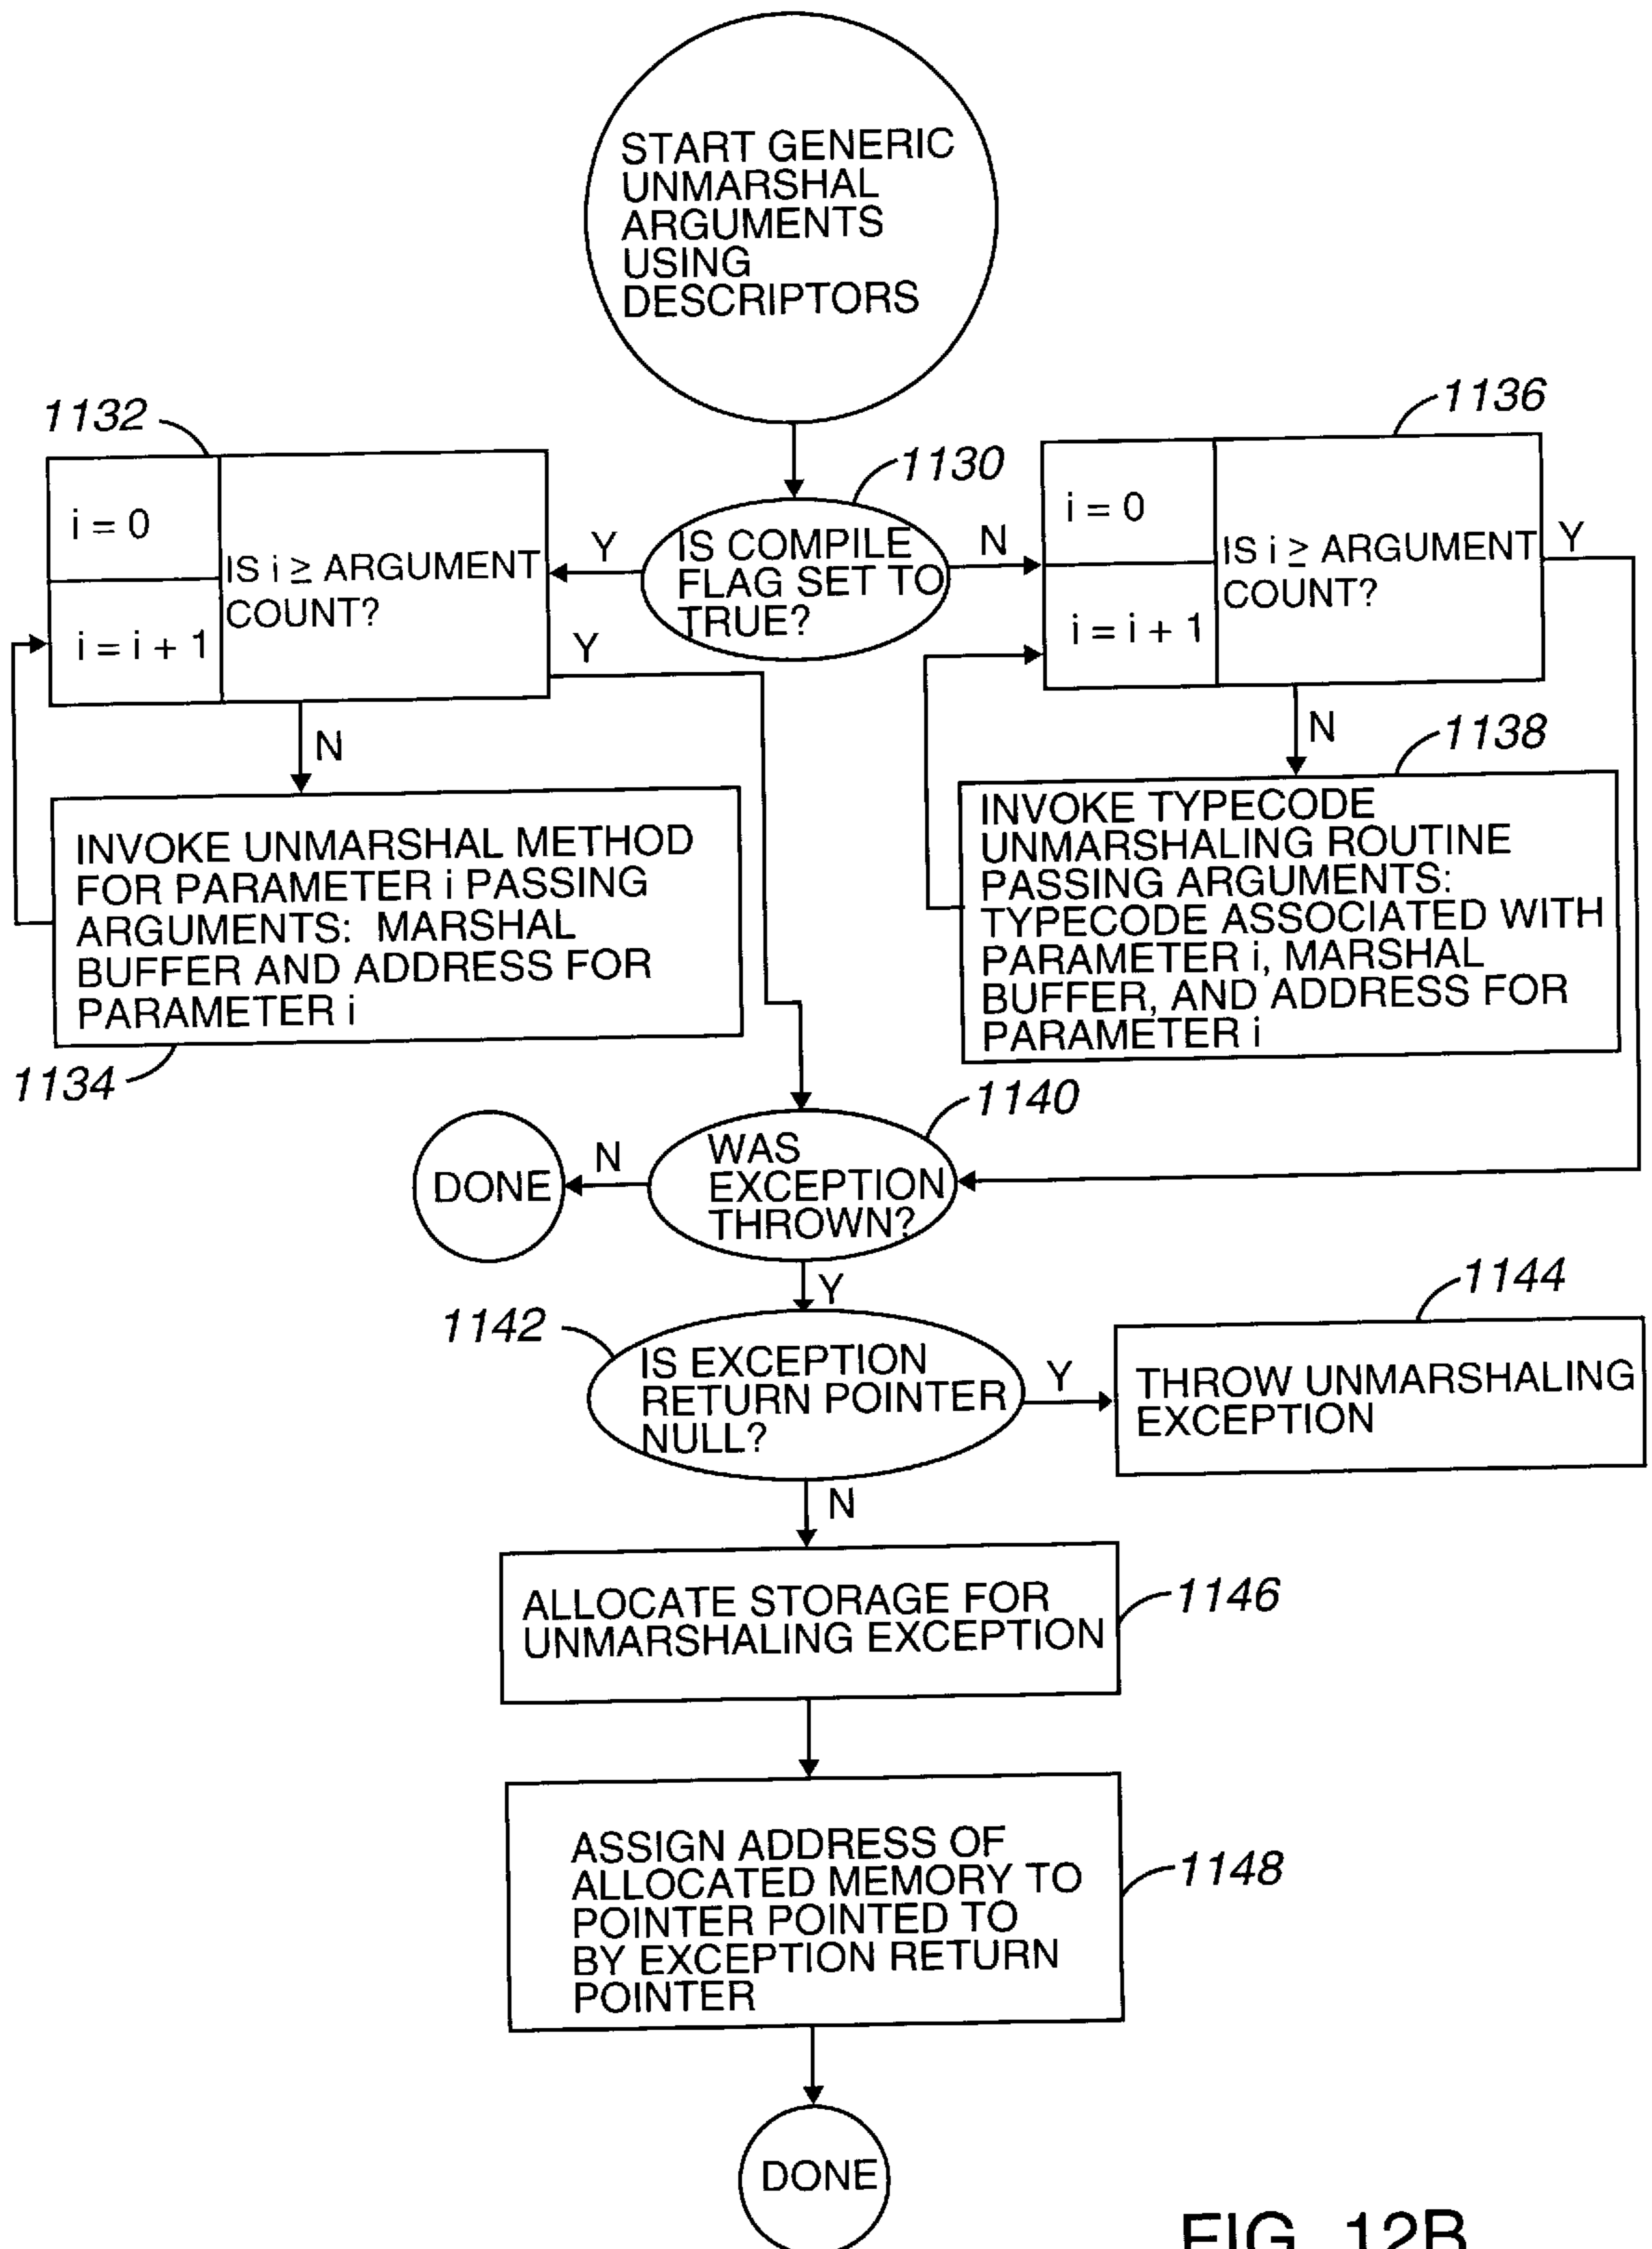 START GENERIC
UNMARSHAL
ARGUMENTS
USING
DESCRIPTORS
1132
1136
1130
i = 0
i = i + 1
IS i ≥ ARGUMENT
COUNT?
Y
IS COMPILE
FLAG SET TO
TRUE?
N
i = 0
i = i + 1
IS i ≥ ARGUMENT
COUNT?
Y
Y
N
N
1138
INVOKE UNMARSHAL METHOD
FOR PARAMETER i PASSING
ARGUMENTS: MARSHAL
BUFFER AND ADDRESS FOR
PARAMETER i
1134
INVOKE TYPECODE
UNMARSHALING ROUTINE
PASSING ARGUMENTS:
TYPECODE ASSOCIATED WITH
PARAMETER i, MARSHAL
BUFFER, AND ADDRESS FOR
PARAMETER i
1140
DONE
N
WAS
EXCEPTION
THROWN?
Y
1142
IS EXCEPTION
RETURN POINTER
NULL?
Y
1144
THROW UNMARSHALING
EXCEPTION
N
ALLOCATE STORAGE FOR
UNMARSHALING EXCEPTION
1146
ASSIGN ADDRESS OF
ALLOCATED MEMORY TO
POINTER POINTED TO
BY EXCEPTION RETURN
POINTER
1148
DONE
FIG. 12B